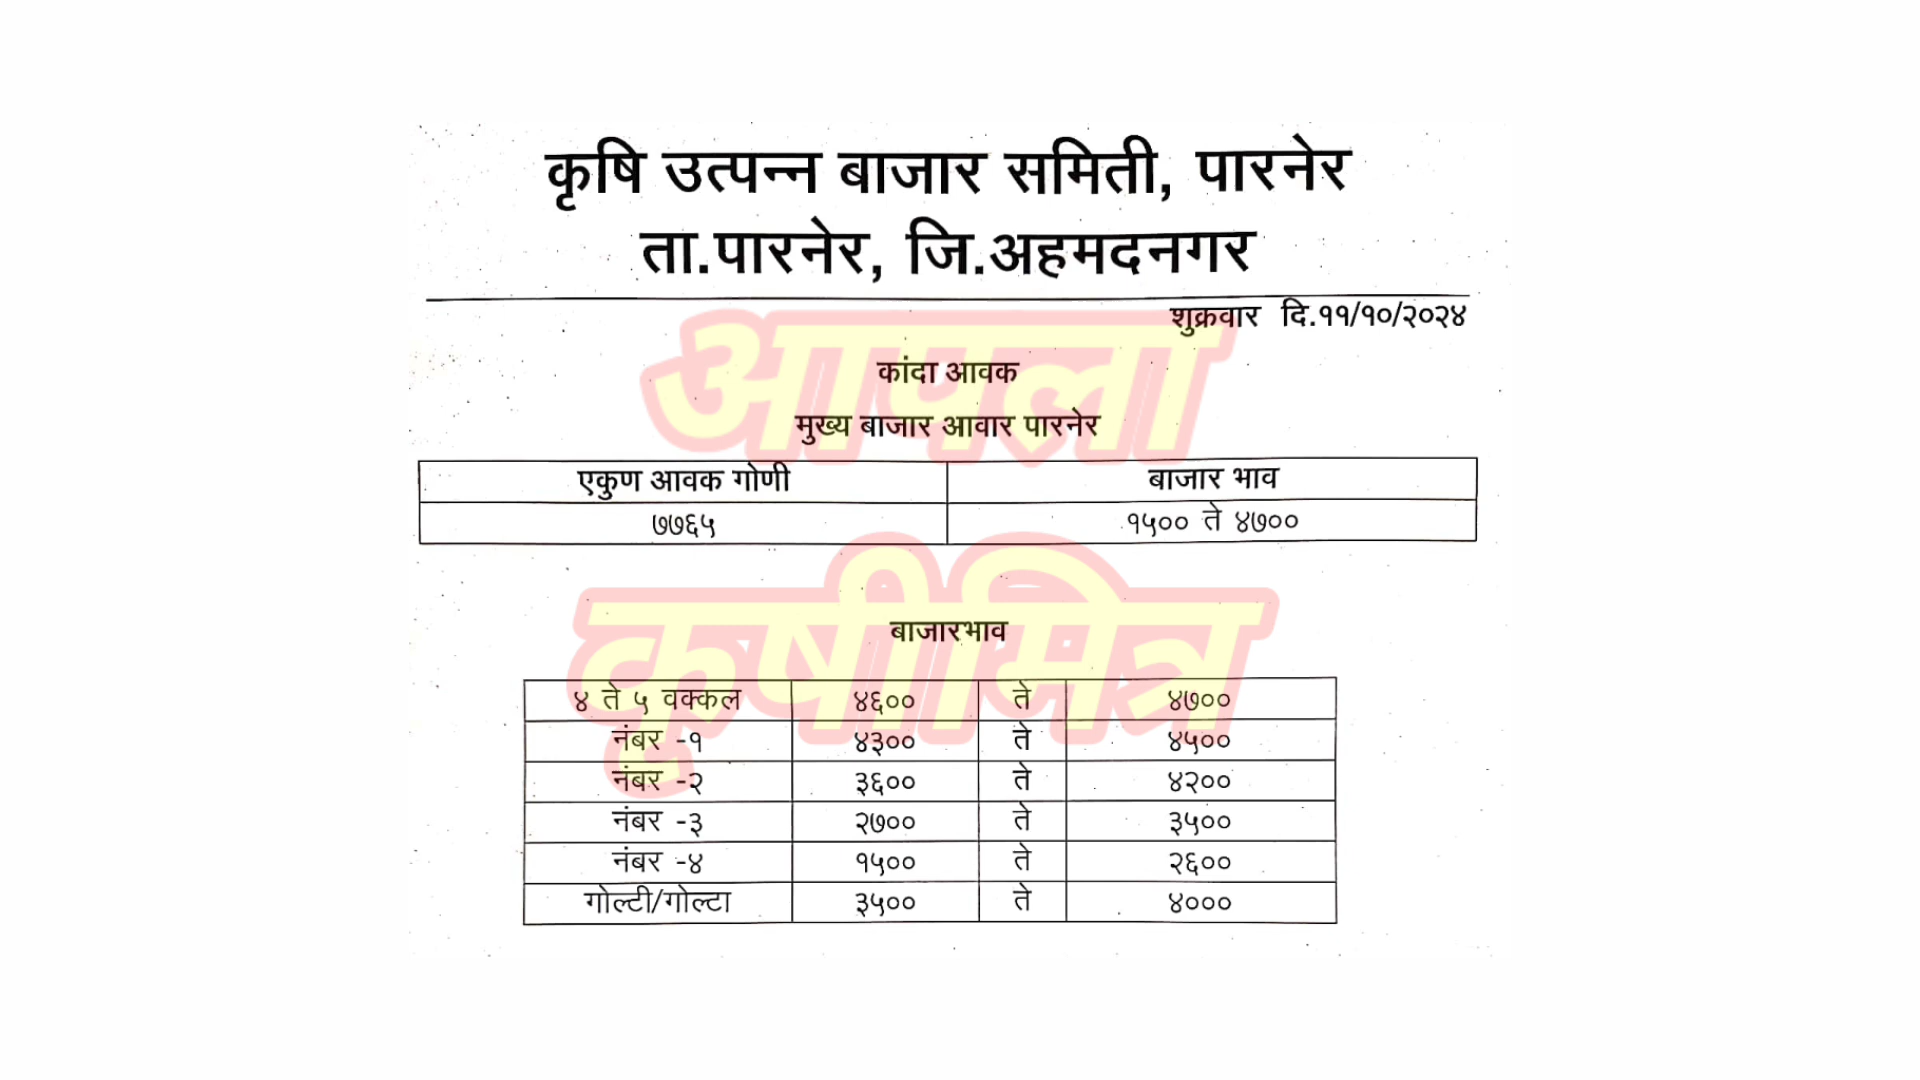 कृषि उत्पन्न बाजार समिती, पारनेर
ता.पारनेर, जि.अहमदनगर
शुक्रवार दि.११/१०/२०२४
कांदा आवक
मुख्य बाजार आवार पारनेर
एकुण आवक गोणी बाजार भाव
७७६५ १५०० ते ४७००
बाजारभाव
४ ते ५ वक्कल ४६०० ते ४७००
नंबर -१ ४३०० ते ४५००
नंबर -२ ३६०० ते ४२००
नंबर -३ २७०० ते ३५००
नंबर -४ १५०० ते २६००
गोल्टी/गोल्टा ३५०० ते ४०००
आपला
कृषीमित्र